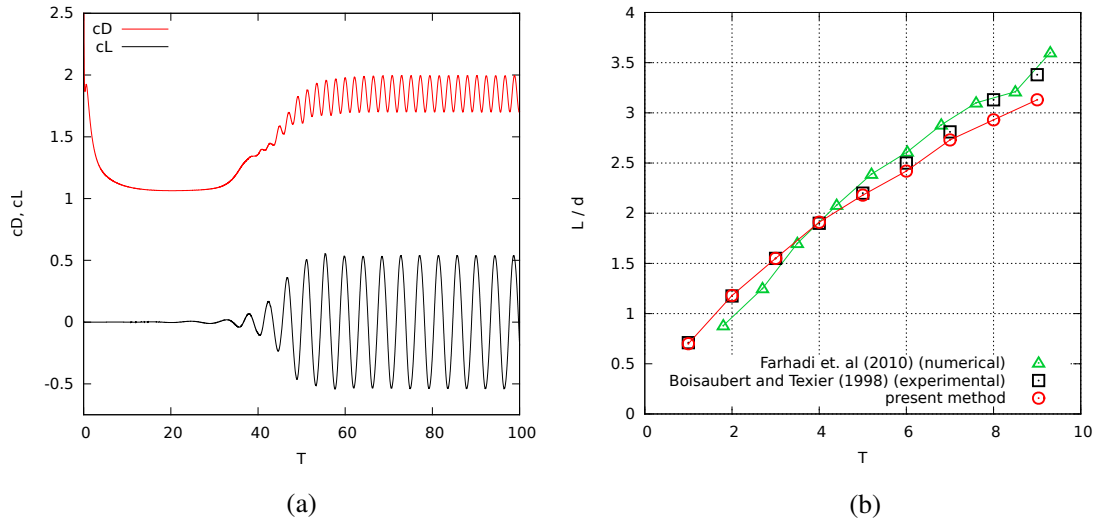 cD
cL
2.5
2
1.5
1
0.5
0
-0.5
0
20
40
60
80
100
cD, cL
T
(a)
4
3.5
3
2.5
2
1.5
1
0.5
0
0
2
4
6
8
10
L / d
T
Farhadi et. al (2010) (numerical)
Boisaubert and Texier (1998) (experimental)
present method
(b)